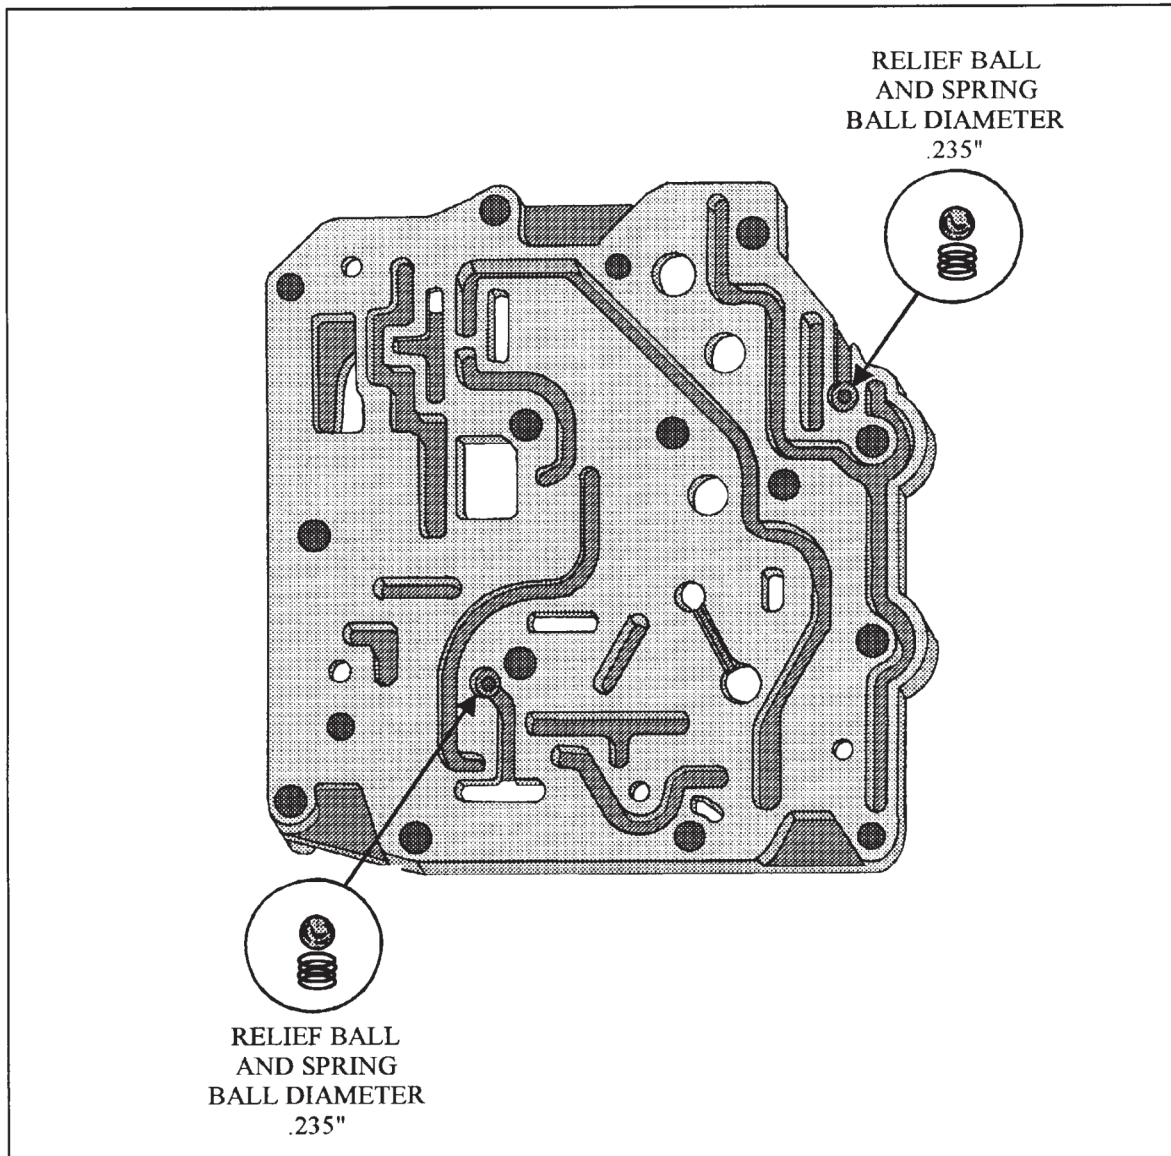 RELIEF BALL
AND SPRING
BALL DIAMETER
.235"
RELIEF BALL
AND SPRING
BALL DIAMETER
.235"